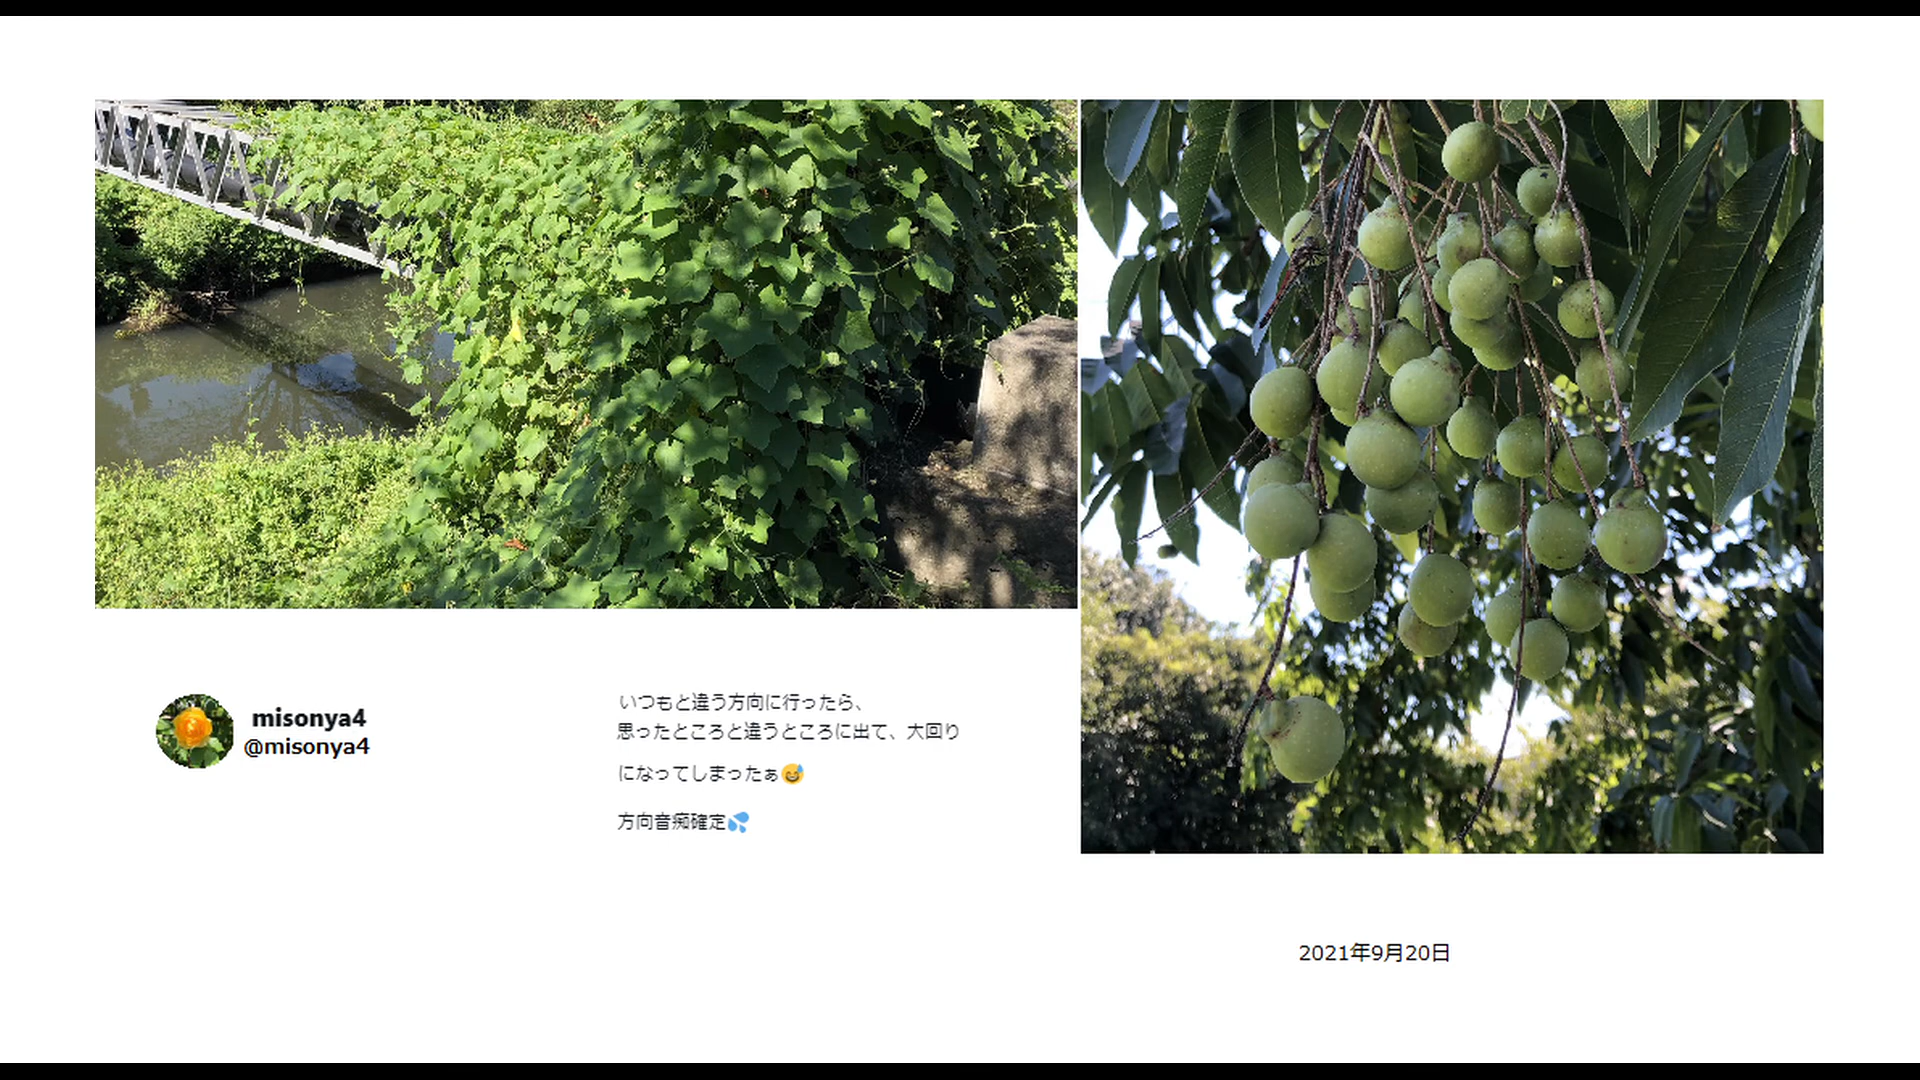 misonya4
@misonya4
いつもと違う方向に行ったら、
思ったところと違うところに出て、大回り
になってしまったぁ😅
方向音痴確定💦
2021年9月20日